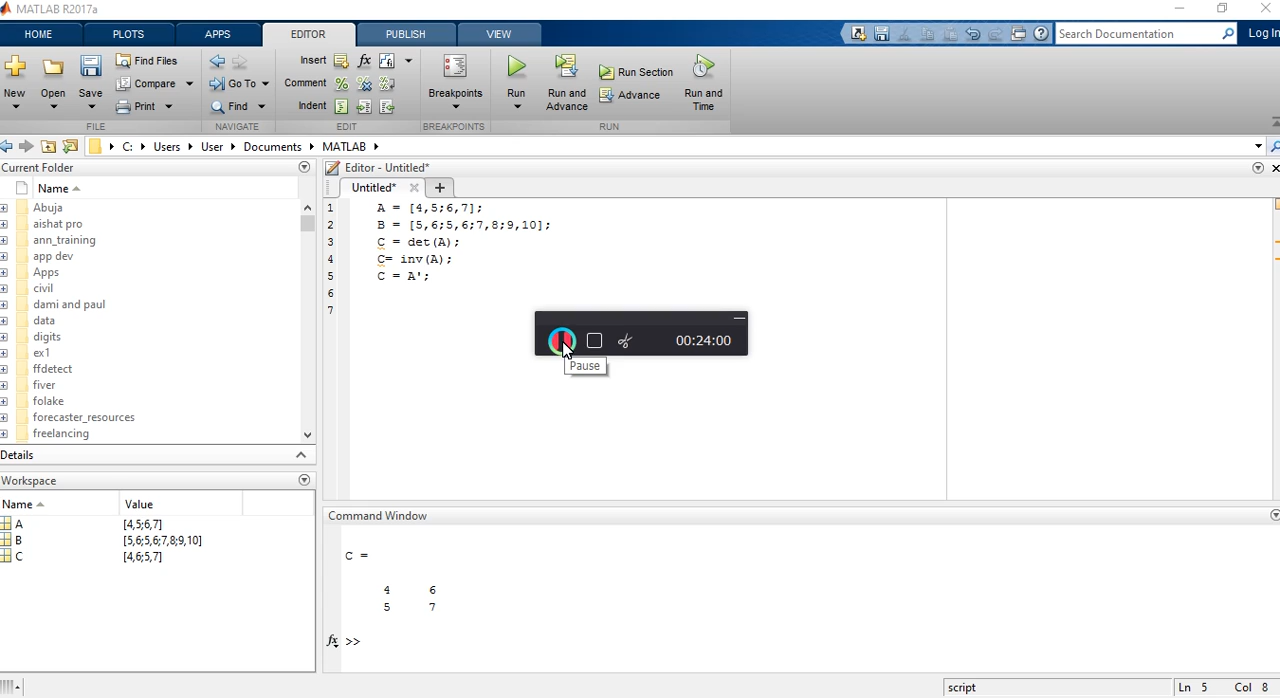 MATLAB R2017a
HOME PLOTS APPS EDITOR PUBLISH VIEW Search Documentation Log In
New Open Save Find Files Compare Print
FILE
Go To Find
NAVIGATE
Insert fx
Comment
Indent
EDIT
Breakpoints
BREAKPOINTS
Run Run and Advance Run Section Advance Run and Time
RUN
C: Users User Documents MATLAB
Current Folder
Name
Abuja
aishat pro
ann_training
app dev
Apps
civil
dami and paul
data
digits
ex1
ffdetect
fiver
folake
forecaster_resources
freelancing
Details
Workspace
Name Value
A [4,5;6,7]
B [5,6;5,6;7,8;9,10]
C [4,6;5,7]
Editor - Untitled*
Untitled* +
1 A = [4,5;6,7];
2 B = [5,6;5,6;7,8;9,10];
3 C = det(A);
4 C= inv(A);
5 C = A';
6
7
00:24:00
Pause
Command Window
C =
4 6
5 7
fx >>
script Ln 5 Col 8